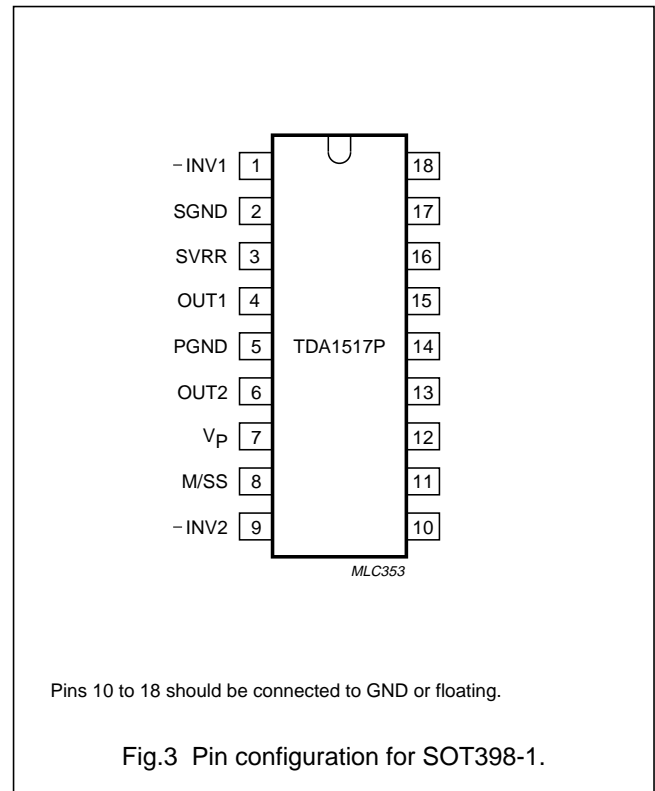 −INV1 1 18
SGND 2 17
SVRR 3 16
OUT1 4 15
PGND 5 TDA1517P 14
OUT2 6 13
VP 7 12
M/SS 8 11
−INV2 9 10
MLC353
Pins 10 to 18 should be connected to GND or floating.
Fig.3 Pin configuration for SOT398-1.